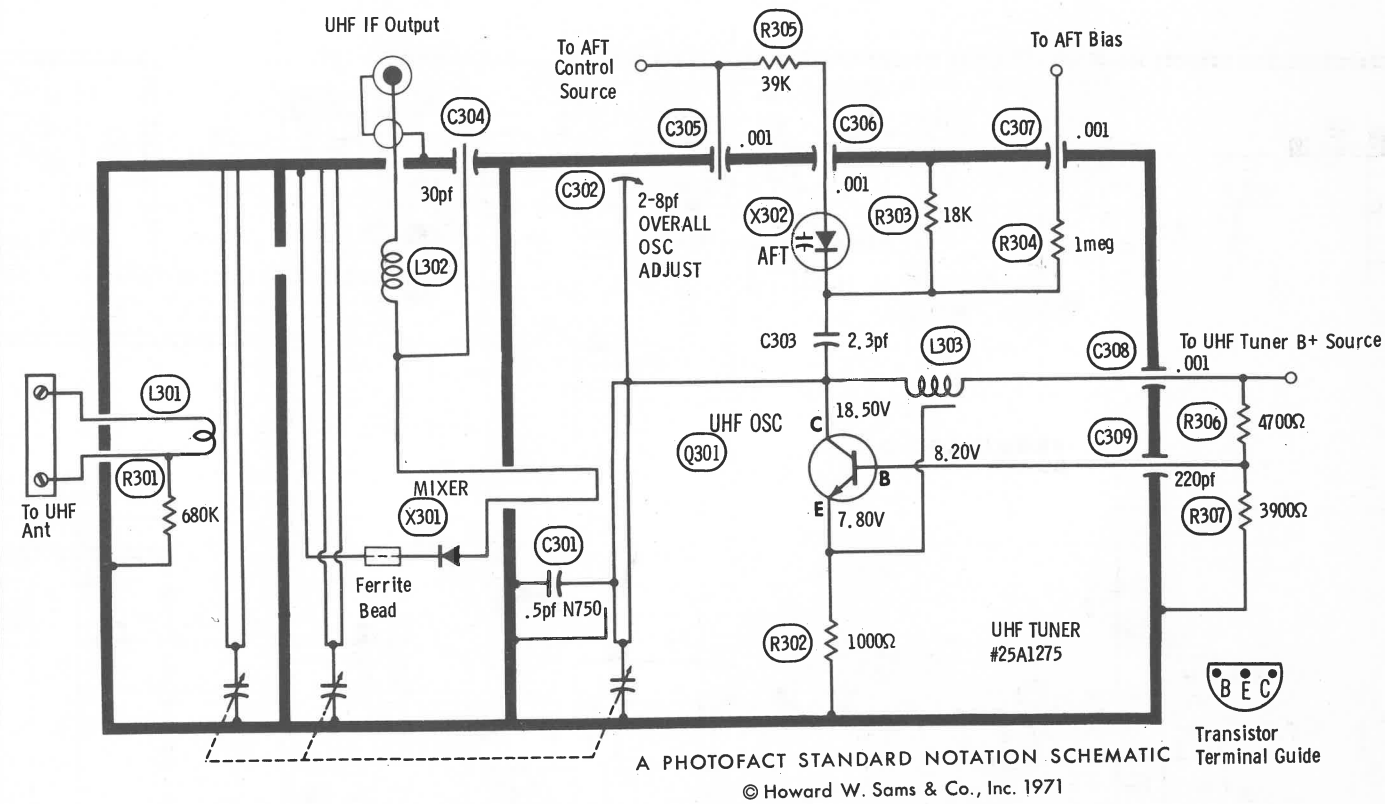 UHF IF Output
To AFT
Control
Source
R305
39K
To AFT Bias
C304
30pf
C305
.001
C306
.001
C307
.001
C302
2-8pf
OVERALL
OSC
ADJUST
X302
AFT
R303
18K
R304
1meg
L302
C303
2.3pf
L303
C308
.001
To UHF Tuner B+ Source
L301
R301
680K
To UHF
Ant
UHF OSC
Q301
18.50V
C
B
E
8.20V
7.80V
C309
220pf
R306
4700Ω
R307
3900Ω
MIXER
X301
Ferrite
Bead
C301
.5pf N750
R302
1000Ω
UHF TUNER
#25A1275
B E C
Transistor
Terminal Guide
A PHOTOFACT STANDARD NOTATION SCHEMATIC
© Howard W. Sams & Co., Inc. 1971